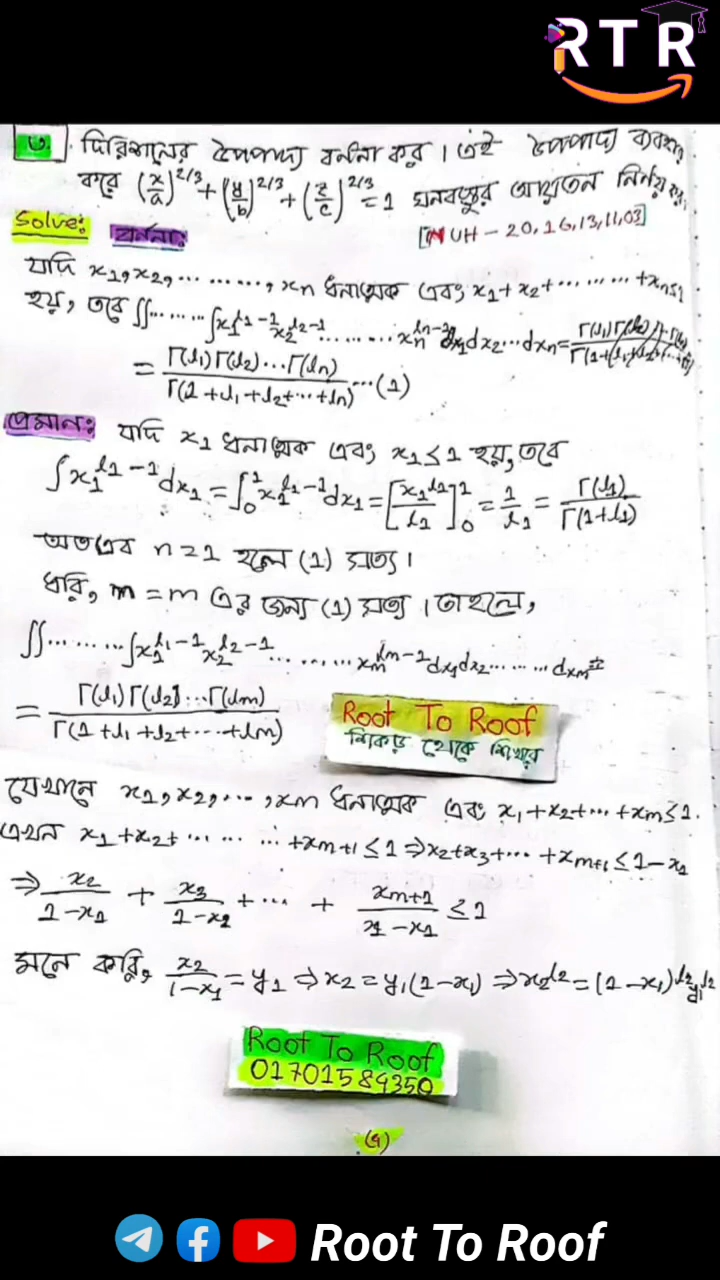 RTR
৩. দিরিশলের উপপাদ্য বর্ননা কর । এই উপপাদ্য ব্যবহার
করে (x/a)^2/3 + (y/b)^2/3 + (z/c)^2/3 = 1 ঘনবস্তুর আয়তন নির্ণয় কর।
Solve: বর্ননা: [NUH – 20, 16, 13, 11, 03]
যদি x₁, x₂, ... ... ..., xn ধনাত্মক এবং x₁ + x₂ + ... ... ... + xn ≤ 1
হয়, তবে ∫∫ ... ... ... ∫ x₁^l₁–1 x₂^l₂–1 ... ... ... xn^ln–1 dx₁ dx₂ ... dxn =
= Γ(l₁) Γ(l₂) ... Γ(ln) / Γ(1 + l₁ + l₂ + ... + ln) ... (1)
প্রমান: যদি x₁ ধনাত্মক এবং x₁ ≤ 1 হয়, তবে
∫ x₁^l₁–1 dx₁ = ∫₀¹ x₁^l₁–1 dx₁ = [x₁^l₁ / l₁]₀¹ = 1/l₁ = Γ(l₁) / Γ(1+l₁)
অতএব n = 1 হলে (1) সত্য ।
ধরি, m = m এর জন্য (1) সত্য । তাহলে,
∫∫ ... ... ... ∫ x₁^l₁–1 x₂^l₂–1 ... ... ... xm^lm–1 dx₁ dx₂ ... ... ... dxm
= Γ(l₁) Γ(l₂) ... Γ(lm) / Γ(1 + l₁ + l₂ + ... + lm)
Root To Roof
শিকড় থেকে শিখরে
যেখানে x₁, x₂, ..., xm ধনাত্মক এবং x₁ + x₂ + ... + xm ≤ 1.
এখন x₁ + x₂ + ... ... ... + xm+1 ≤ 1 ⇒ x₂ + x₃ + ... + xm+1 ≤ 1 – x₁
⇒ x₂/(1–x₁) + x₃/(1–x₂) + ... + xm+1/(1–x₁) ≤ 1
মনে করি, x₂/(1–x₁) = y₁ ⇒ x₂ = y₁(1–x₁) ⇒ x₂^l₂ = (1–x₁)^l₂ y₁^l₂
Root To Roof
01701584350
(৭)
Root To Roof